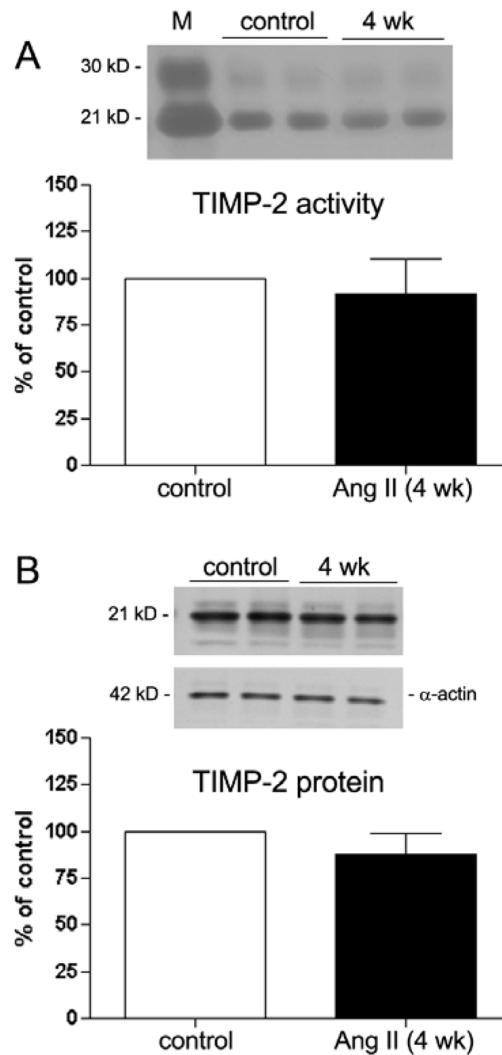 A
M control 4 wk
30 kD -
21 kD -
TIMP-2 activity
% of control
150
125
100
75
50
25
0
control Ang II (4 wk)
B
control 4 wk
21 kD -
42 kD - - α-actin
TIMP-2 protein
% of control
150
125
100
75
50
25
0
control Ang II (4 wk)